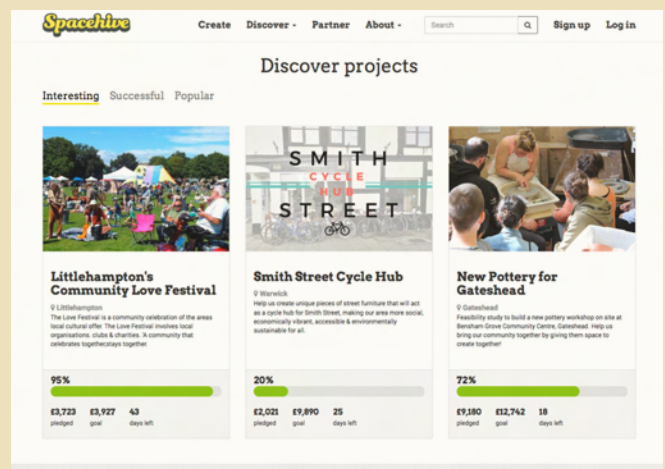 Spacehive Create Discover Partner About Search Sign up Log in
Discover projects
Interesting Successful Popular
SMITH
CYCLE
HUB
STREET
Littlehampton's
Community Love Festival
Littlehampton
The Love Festival is a community celebration of the areas
local cultural offer. The Love Festival involves local
organisations. clubs & charities. 'A community that
celebrates togethecatays together.
95%
£3,723 £3,927 43
pledged goal days left
Smith Street Cycle Hub
Warwick
Help us create unique pieces of street furniture that will act
as a cycle hub for Smith Street, making our area more social,
economically vibrant, accessible & environmentally
sustainable for all.
20%
£2,021 £9,890 25
pledged goal days left
New Pottery for
Gateshead
Gateshead
Feasibility study to build a new pottery workshop on site at
Bensham Grove Community Centre, Gateshead. Help us
bring our community together by giving them space to
create together!
72%
£9,180 £12,742 18
pledged goal days left